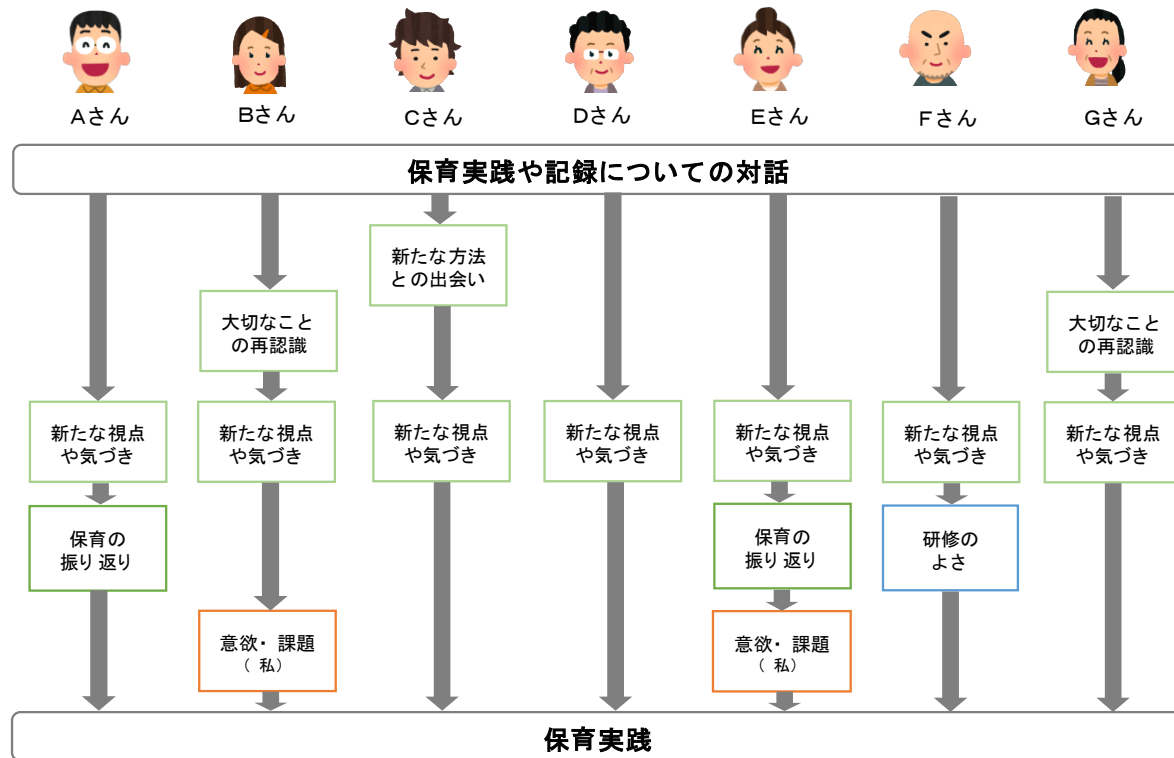 Aさん
Bさん
Cさん
Dさん
Eさん
Fさん
Gさん
保育実践や記録についての対話
新たな方法
との出会い
大切なこと
の再認識
大切なこと
の再認識
新たな視点
や気づき
新たな視点
や気づき
新たな視点
や気づき
新たな視点
や気づき
新たな視点
や気づき
新たな視点
や気づき
新たな視点
や気づき
保育の
振り返り
保育の
振り返り
研修の
よさ
意欲・課題
(私)
意欲・課題
(私)
保育実践